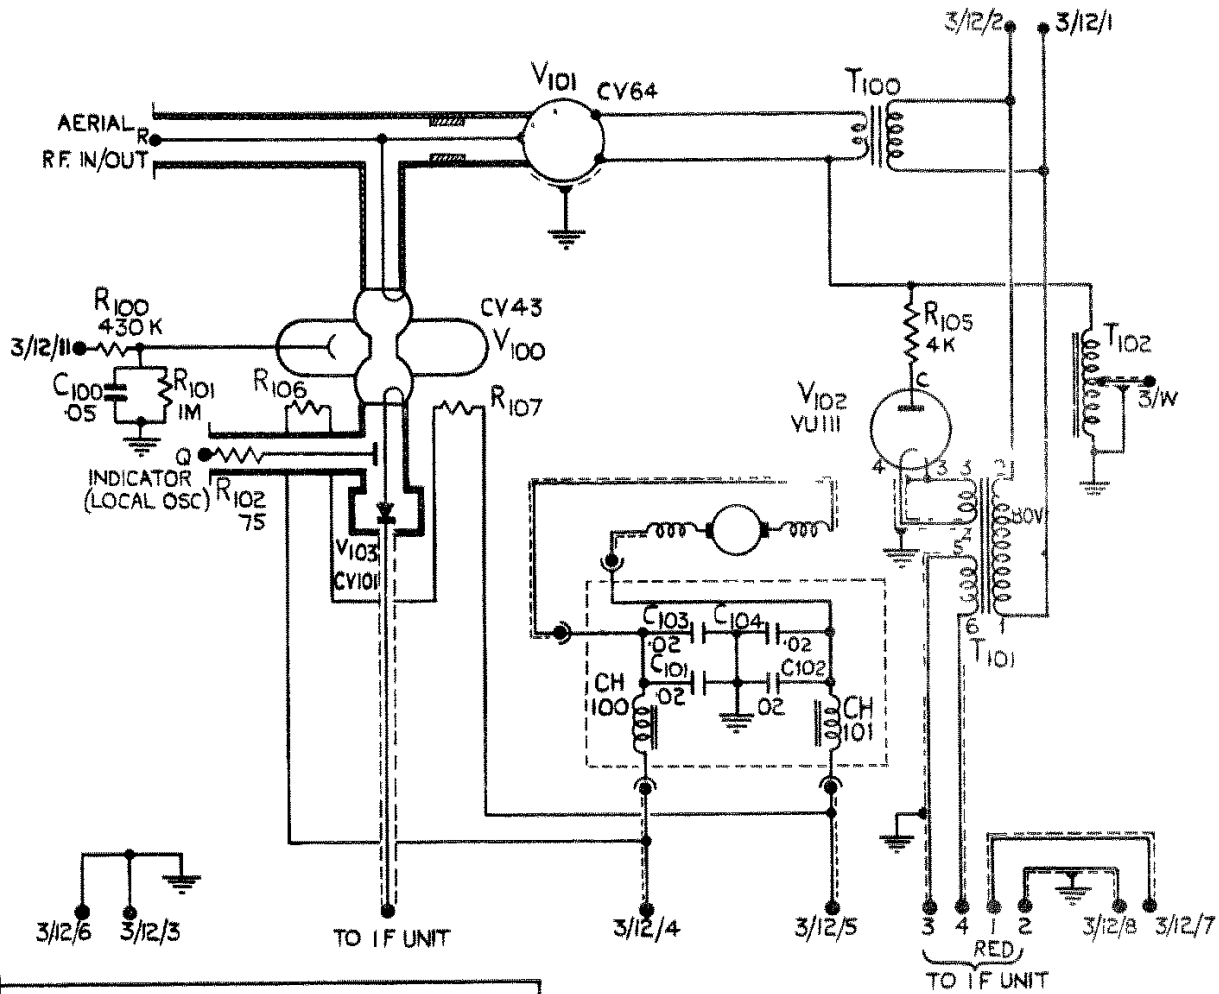 3/12/2
3/12/1
V101
CV64
T100
AERIAL R
R.F. IN/OUT
R100
430 K
CV43
V100
3/12/11
R105
4K
T102
C100
.05
R101
1M
R106
R107
C
V102
VU111
3/W
Q
INDICATOR
(LOCAL OSC)
R102
75
4
3
3
2
80V
2
5
V103
CV101
C103
.02
C104
.02
C101
.02
C102
02
6
1
T101
CH
100
CH
101
3/12/6
3/12/3
TO I F UNIT
3/12/4
3/12/5
3
4
1
2
3/12/8
3/12/7
RED
TO I F UNIT